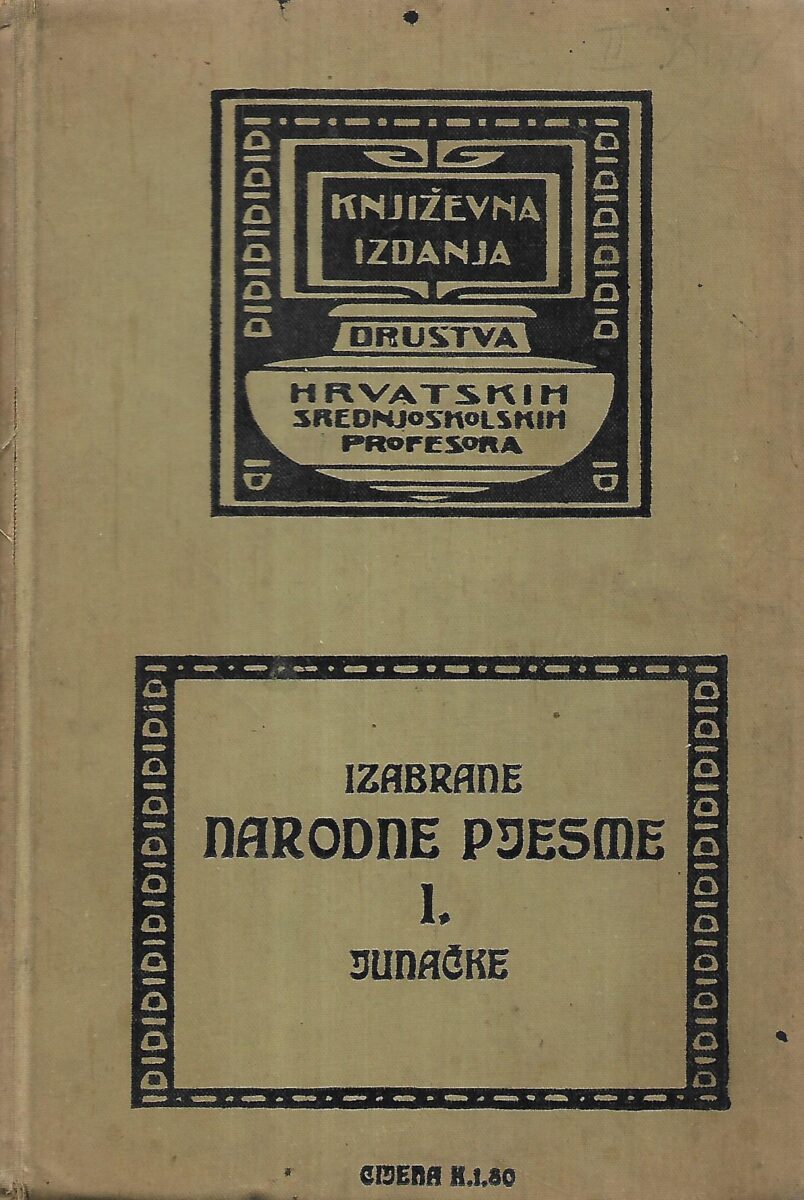 KNJIŽEVNA
IZDANJA
DRUSTVA
HRVATSKIH
SREDNJOSKOLSKIH
PROFESORA
IZABRANE
NARODNE PJESME
I.
JUNAČKE
CIJENA K.1.80